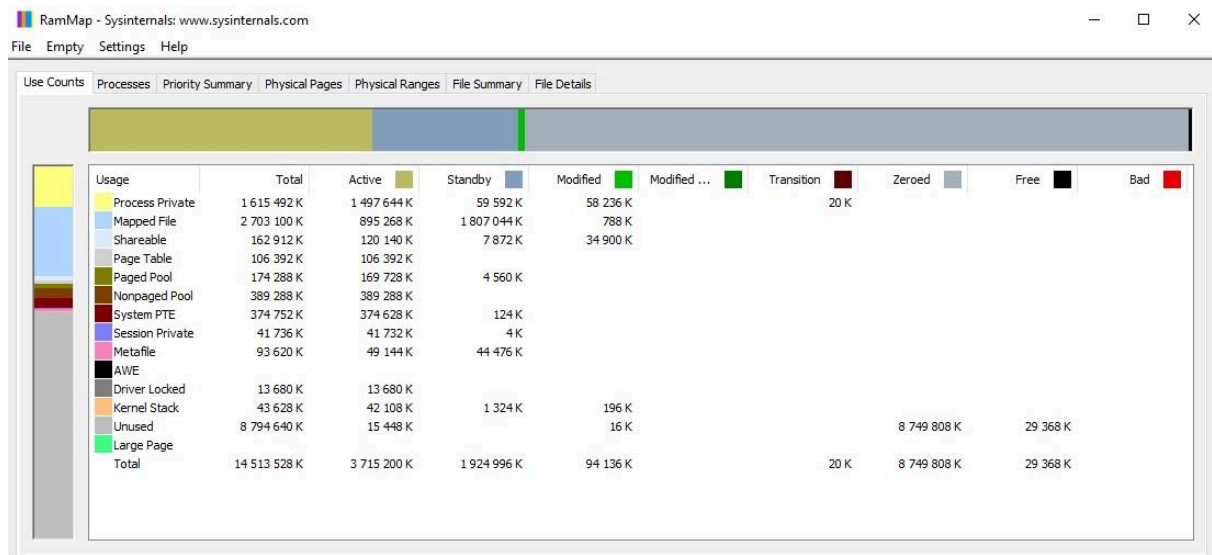 RamMap - Sysinternals: www.sysinternals.com
File Empty Settings Help
Use Counts Processes Priority Summary Physical Pages Physical Ranges File Summary File Details
Usage Total Active Standby Modified Modified ... Transition Zeroed Free Bad
Process Private 1 615 492 K 1 497 644 K 59 592 K 58 236 K 20 K
Mapped File 2 703 100 K 895 268 K 1 807 044 K 788 K
Shareable 162 912 K 120 140 K 7 872 K 34 900 K
Page Table 106 392 K 106 392 K
Paged Pool 174 288 K 169 728 K 4 560 K
Nonpaged Pool 389 288 K 389 288 K
System PTE 374 752 K 374 628 K 124 K
Session Private 41 736 K 41 732 K 4 K
Metafile 93 620 K 49 144 K 44 476 K
AWE
Driver Locked 13 680 K 13 680 K
Kernel Stack 43 628 K 42 108 K 1 324 K 196 K
Unused 8 794 640 K 15 448 K 16 K 8 749 808 K 29 368 K
Large Page
Total 14 513 528 K 3 715 200 K 1 924 996 K 94 136 K 20 K 8 749 808 K 29 368 K